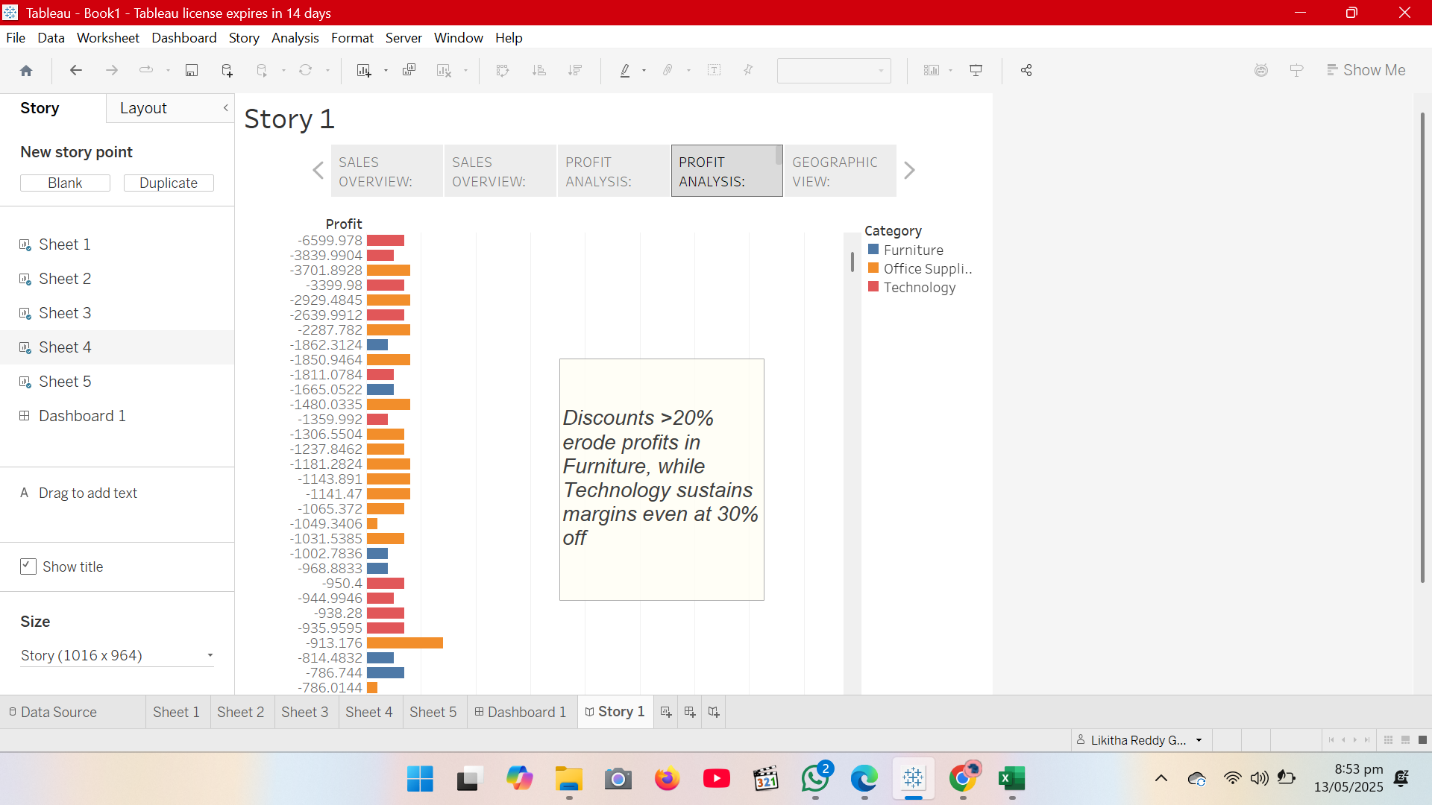 Tableau - Book1 - Tableau license expires in 14 days
File Data Worksheet Dashboard Story Analysis Format Server Window Help
Show Me
Story Layout
New story point
Blank Duplicate
Sheet 1
Sheet 2
Sheet 3
Sheet 4
Sheet 5
Dashboard 1
A Drag to add text
Show title
Size
Story (1016 x 964)
Story 1
SALES
OVERVIEW:
SALES
OVERVIEW:
PROFIT
ANALYSIS:
PROFIT
ANALYSIS:
GEOGRAPHIC
VIEW:
Profit
-6599.978
-3839.9904
-3701.8928
-3399.98
-2929.4845
-2639.9912
-2287.782
-1862.3124
-1850.9464
-1811.0784
-1665.0522
-1480.0335
-1359.992
-1306.5504
-1237.8462
-1181.2824
-1143.891
-1141.47
-1065.372
-1049.3406
-1031.5385
-1002.7836
-968.8833
-950.4
-944.9946
-938.28
-935.9595
-913.176
-814.4832
-786.744
-786.0144
Discounts >20%
erode profits in
Furniture, while
Technology sustains
margins even at 30%
off
Category
Furniture
Office Suppli..
Technology
Data Source Sheet 1 Sheet 2 Sheet 3 Sheet 4 Sheet 5 Dashboard 1 Story 1
Likitha Reddy G...
321
2
8:53 pm
13/05/2025